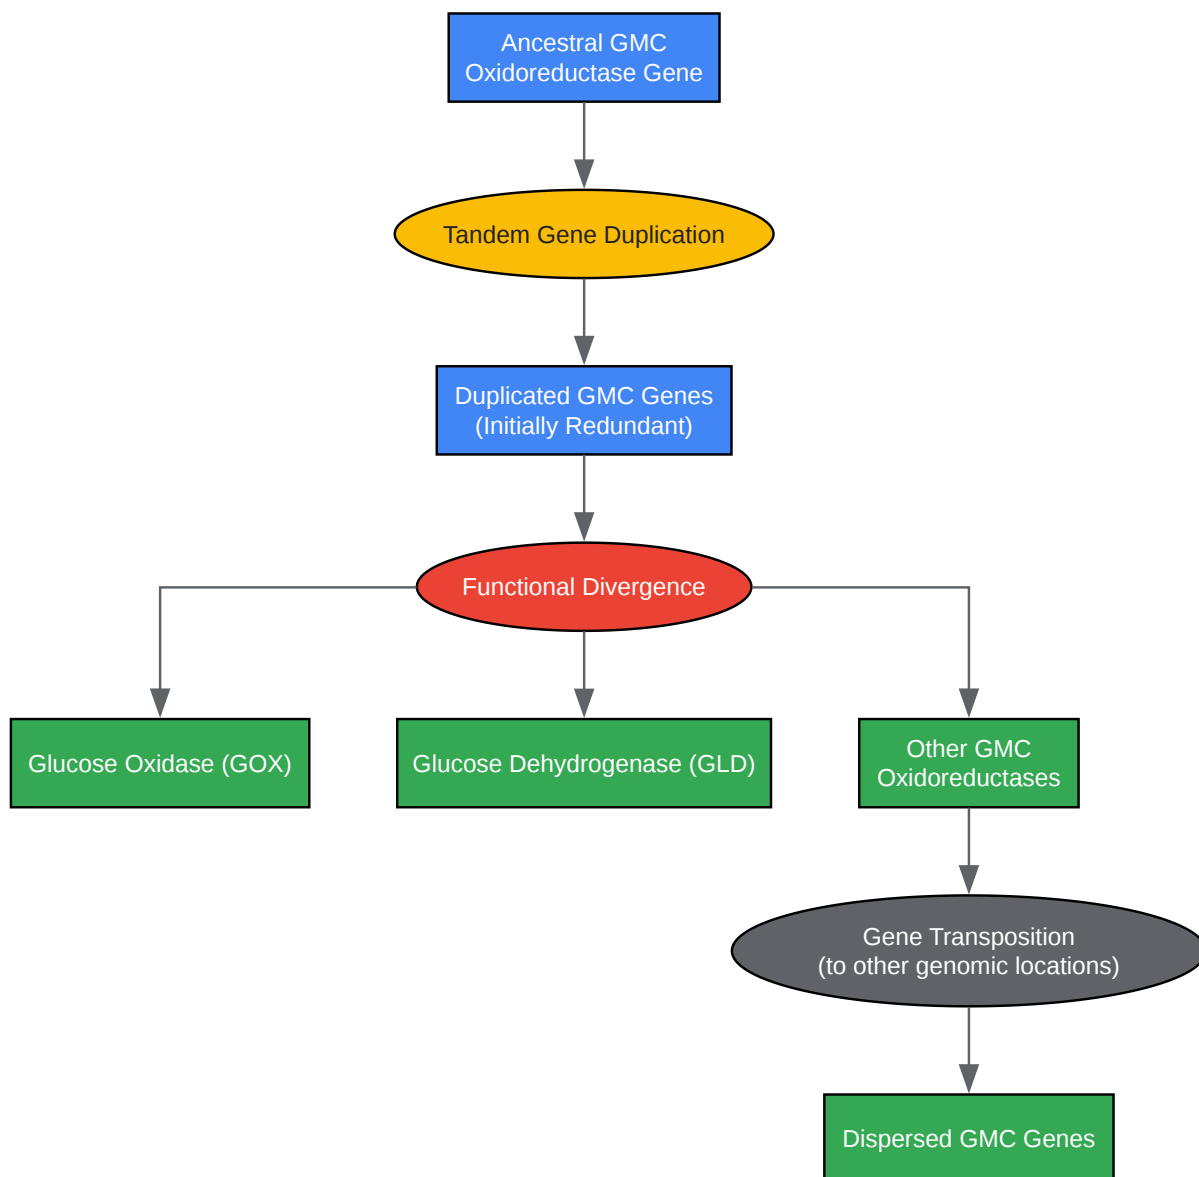 Ancestral GMC
Oxidoreductase Gene
Tandem Gene Duplication
Duplicated GMC Genes
(Initially Redundant)
Functional Divergence
Glucose Oxidase (GOX)
Glucose Dehydrogenase (GLD)
Other GMC
Oxidoreductases
Gene Transposition
(to other genomic locations)
Dispersed GMC Genes